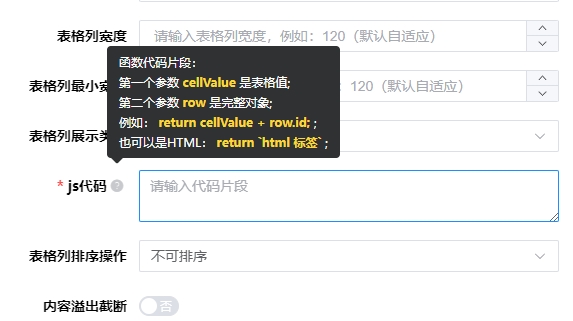 表格列宽度 请输入表格列宽度，例如：120（默认自适应）
函数代码片段：
第一个参数 cellValue 是表格值;
表格列最小宽 ：120（默认自适应）
第二个参数 row 是完整对象;
例如： return cellValue + row.id; ;
表格列展示类
也可以是HTML： return `html 标签` ;
* js代码 ? 请输入代码片段
表格列排序操作 不可排序
内容溢出截断 否